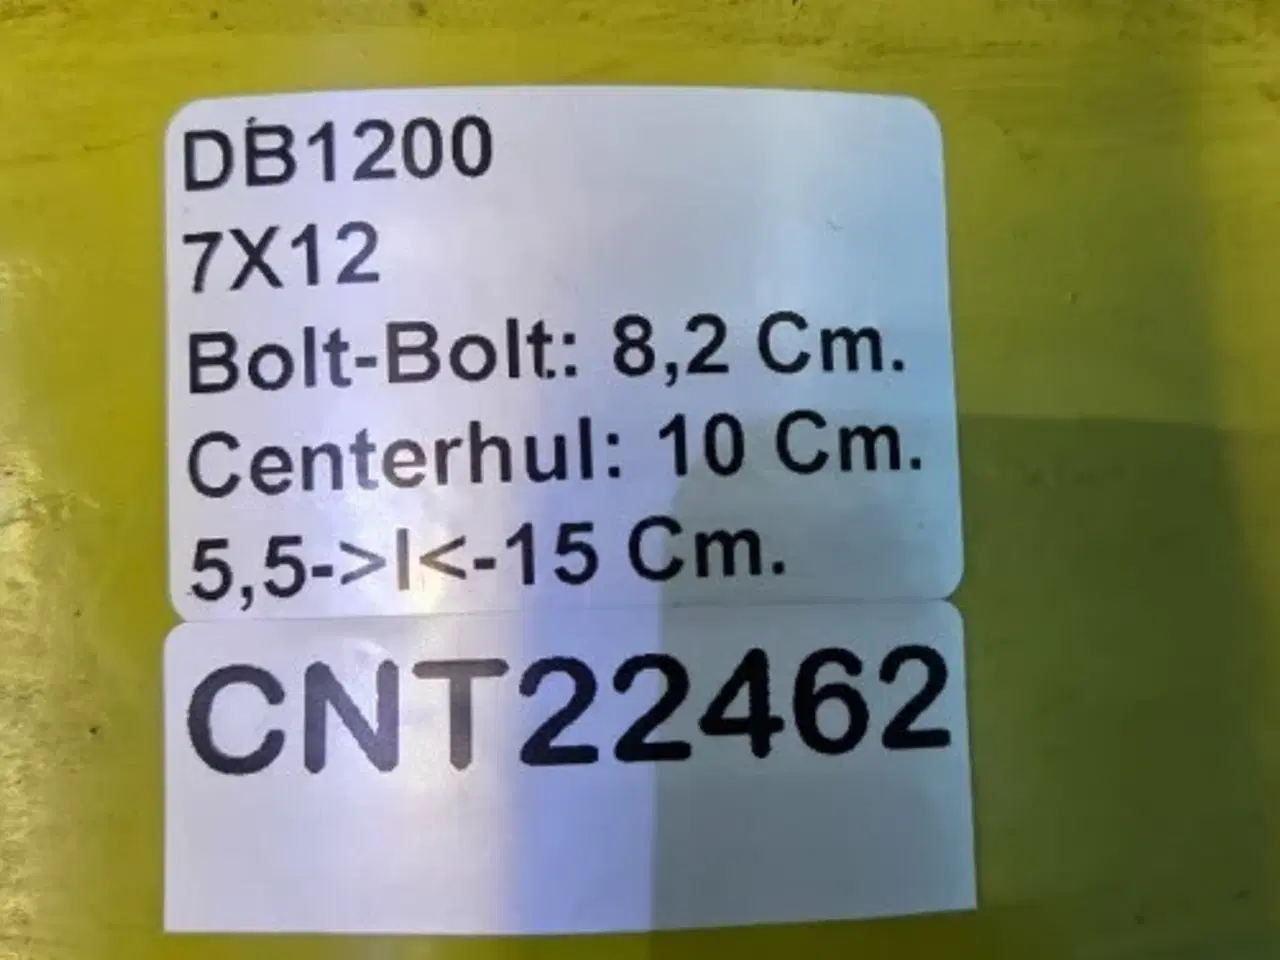 DB1200
7X12
Bolt-Bolt: 8,2 Cm.
Centerhul: 10 Cm.
5,5->|<-15 Cm.
CNT22462